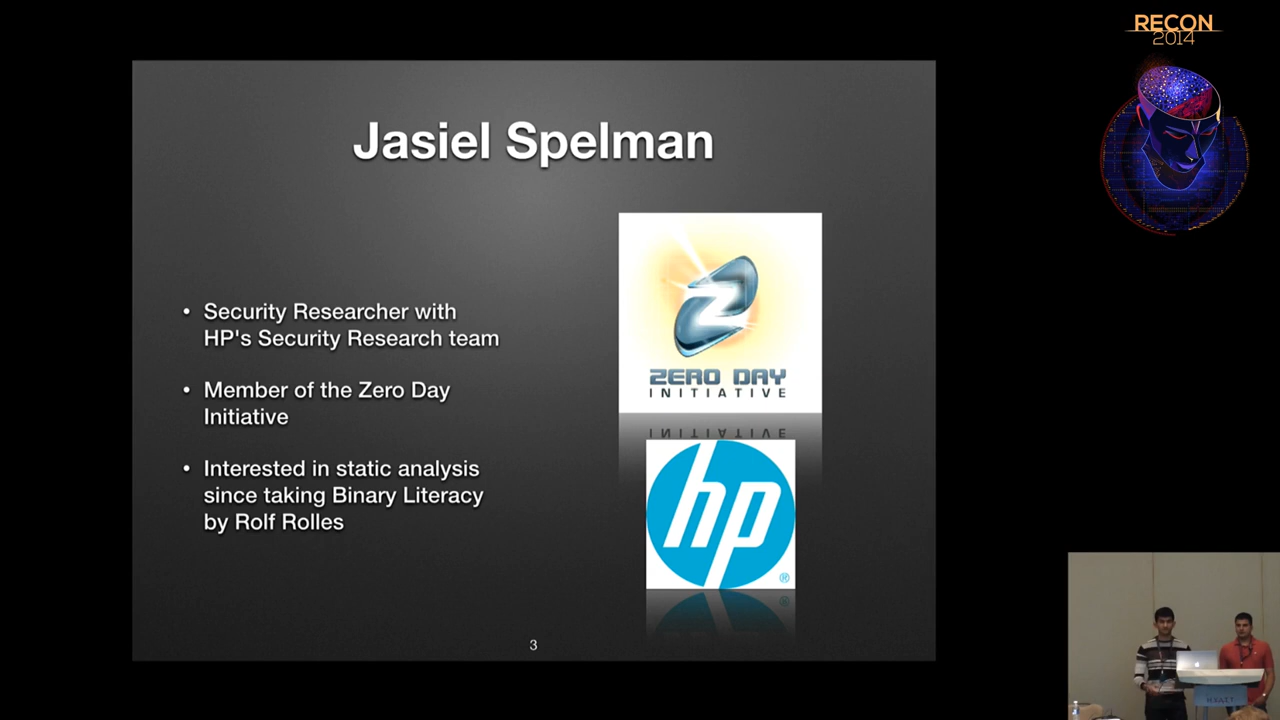 RECON
2014
Jasiel Spelman
• Security Researcher with
HP's Security Research team
• Member of the Zero Day
Initiative
• Interested in static analysis
since taking Binary Literacy
by Rolf Rolles
ZERO DAY
INITIATIVE
hp
®
3
HYATT